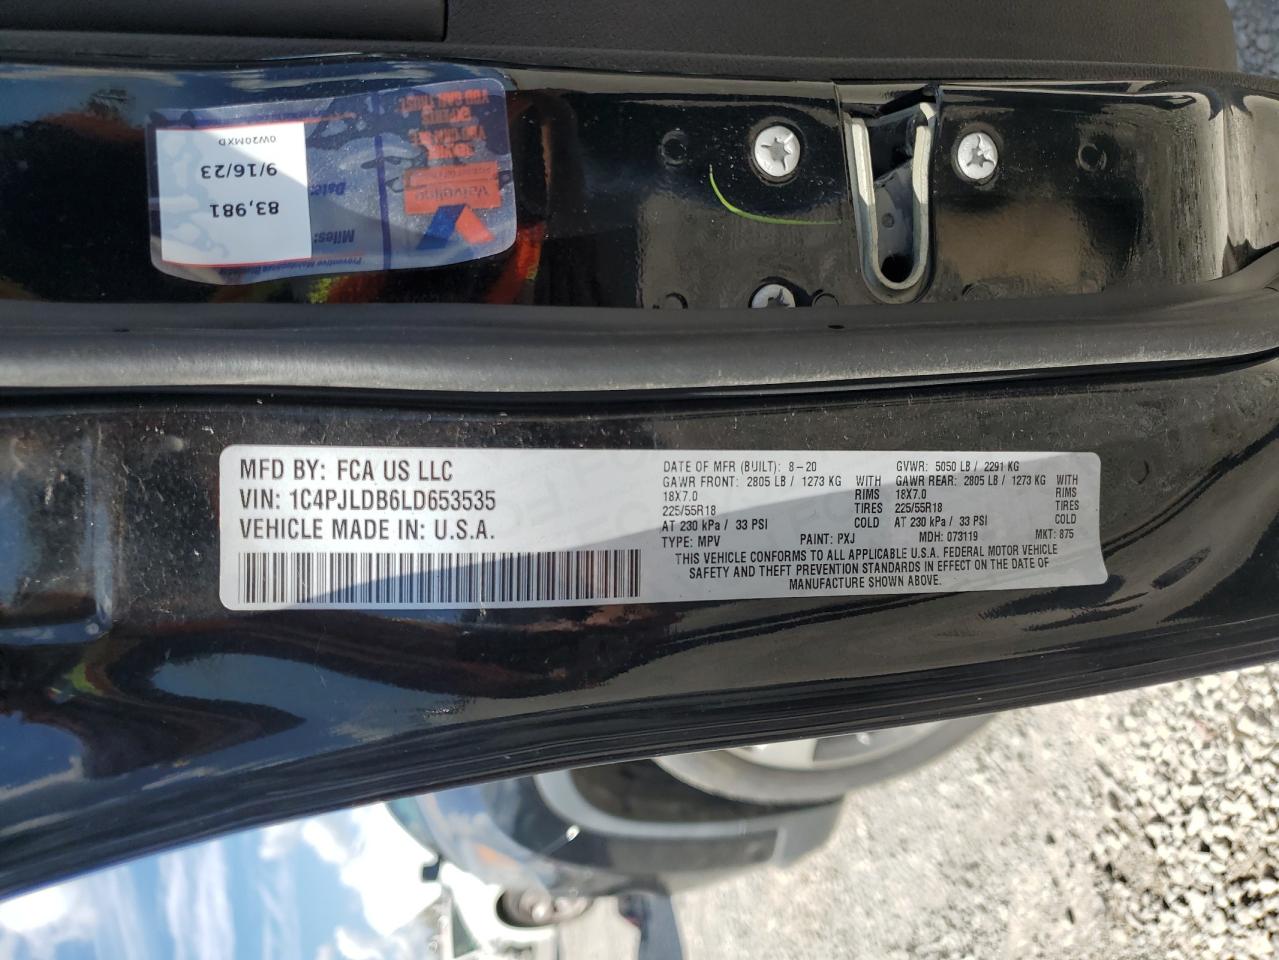 MFD BY: FCA US LLC
VIN: 1C4PJLDB6LD653535
VEHICLE MADE IN: U.S.A.
DATE OF MFR (BUILT): 8-20
GAWR FRONT: 2805 LB / 1273 KG WITH
18X7.0 RIMS
225/55R18 TIRES
AT 230 kPa / 33 PSI COLD
TYPE: MPV
PAINT: PXJ
GVWR: 5050 LB / 2291 KG
GAWR REAR: 2805 LB / 1273 KG WITH
18X7.0 RIMS
225/55R18 TIRES
AT 230 kPa / 33 PSI COLD
MDH: 073119
MKT: 875
THIS VEHICLE CONFORMS TO ALL APPLICABLE U.S.A. FEDERAL MOTOR VEHICLE
SAFETY AND THEFT PREVENTION STANDARDS IN EFFECT ON THE DATE OF
MANUFACTURE SHOWN ABOVE.
Valvoline
Preventive Maintenance
Miles: 83,981
Date: 9/16/23
0W20MXD